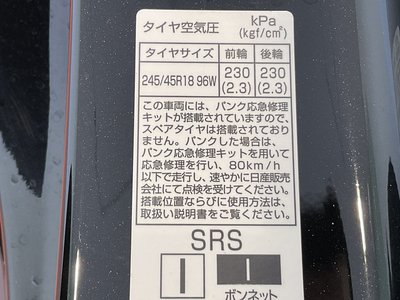 タイヤ空気圧 kPa
(kgf/cm²)
タイヤサイズ 前輪 後輪
245/45R18 96W 230 230
(2.3) (2.3)
この車両には、パンク応急修理
キットが搭載されていますので、
スペアタイヤは搭載されており
ません。パンクした場合は、
パンク応急修理キットを用いて
応急修理を行い、80km/h
以下で走行し、速やかに日産販売
会社にて点検を受けてください。
搭載位置ならびに使用方法は、
取扱い説明書をご覧ください。
SRS
I I
ボンネット